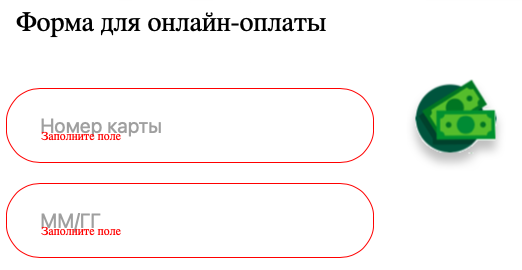 Форма для онлайн-оплаты
Номер карты
Заполните поле
ММ/ГГ
Заполните поле